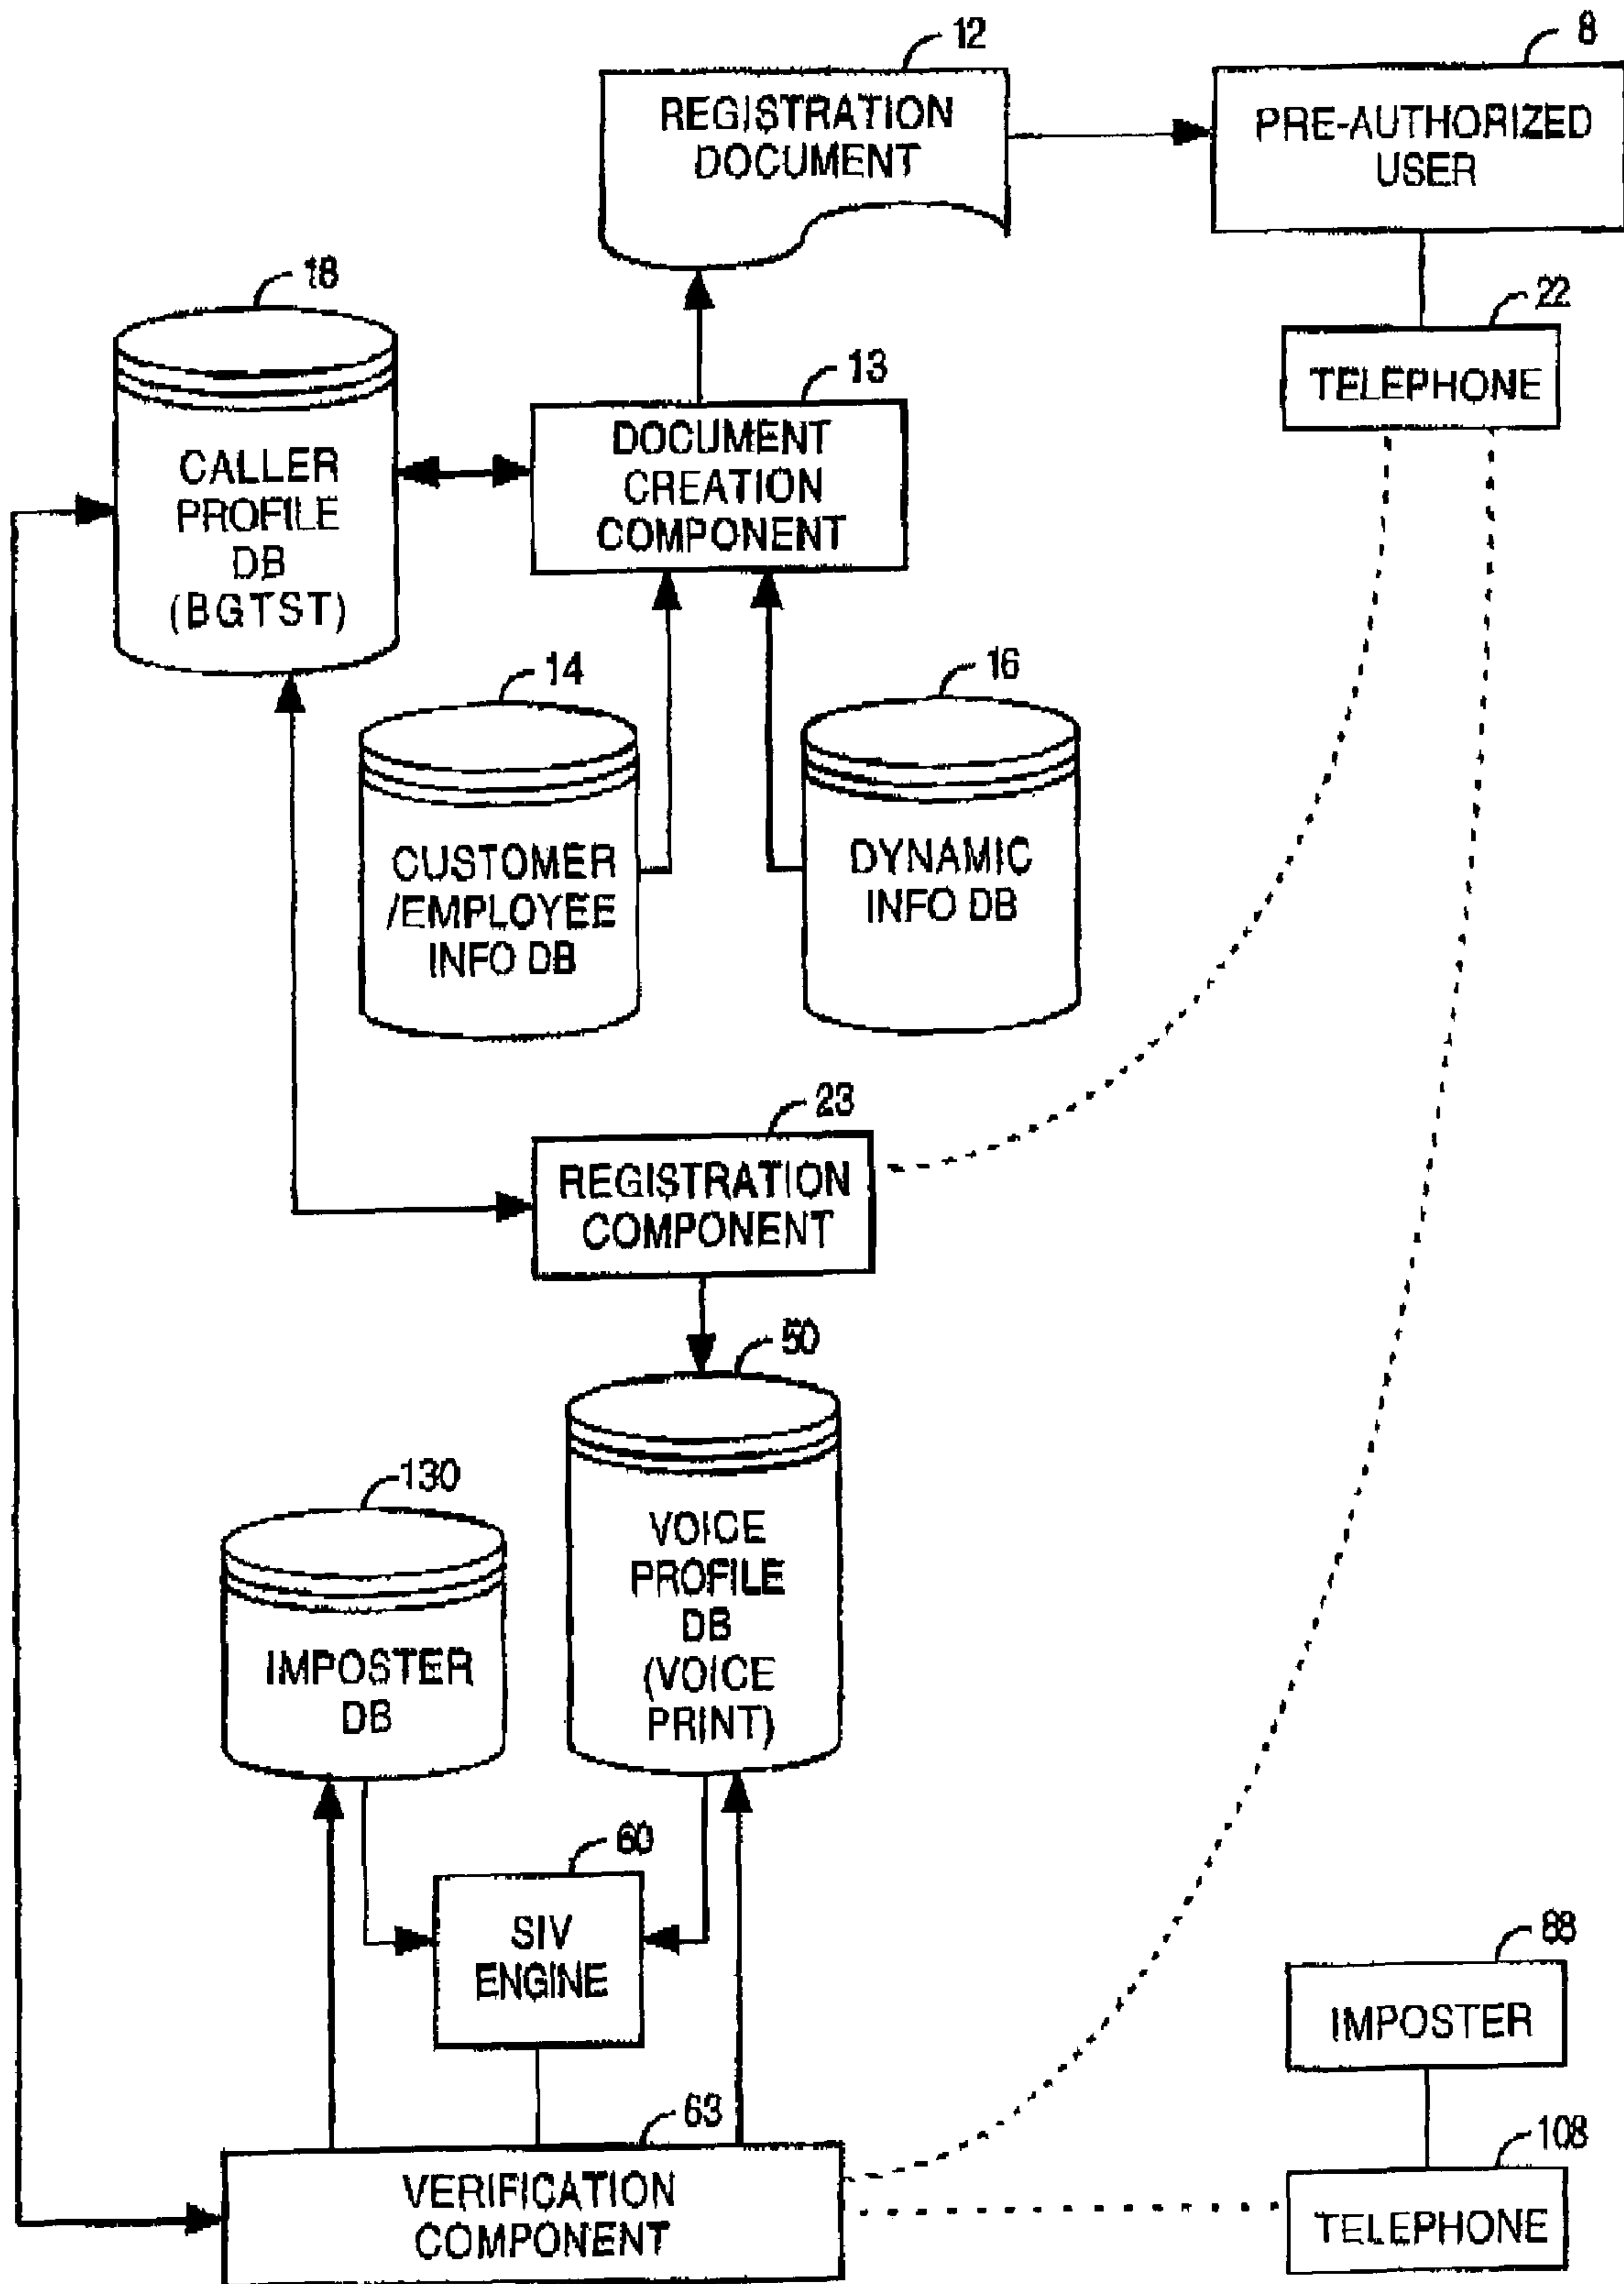 12
REGISTRATION
DOCUMENT
8
PRE-AUTHORIZED
USER
22
TELEPHONE
18
CALLER
PROFILE
DB
(BGTST)
13
DOCUMENT
CREATION
COMPONENT
14
CUSTOMER
/EMPLOYEE
INFO DB
16
DYNAMIC
INFO DB
23
REGISTRATION
COMPONENT
50
VOICE
PROFILE
DB
(VOICE
PRINT)
130
IMPOSTER
DB
60
SIV
ENGINE
63
VERIFICATION
COMPONENT
88
IMPOSTER
108
TELEPHONE